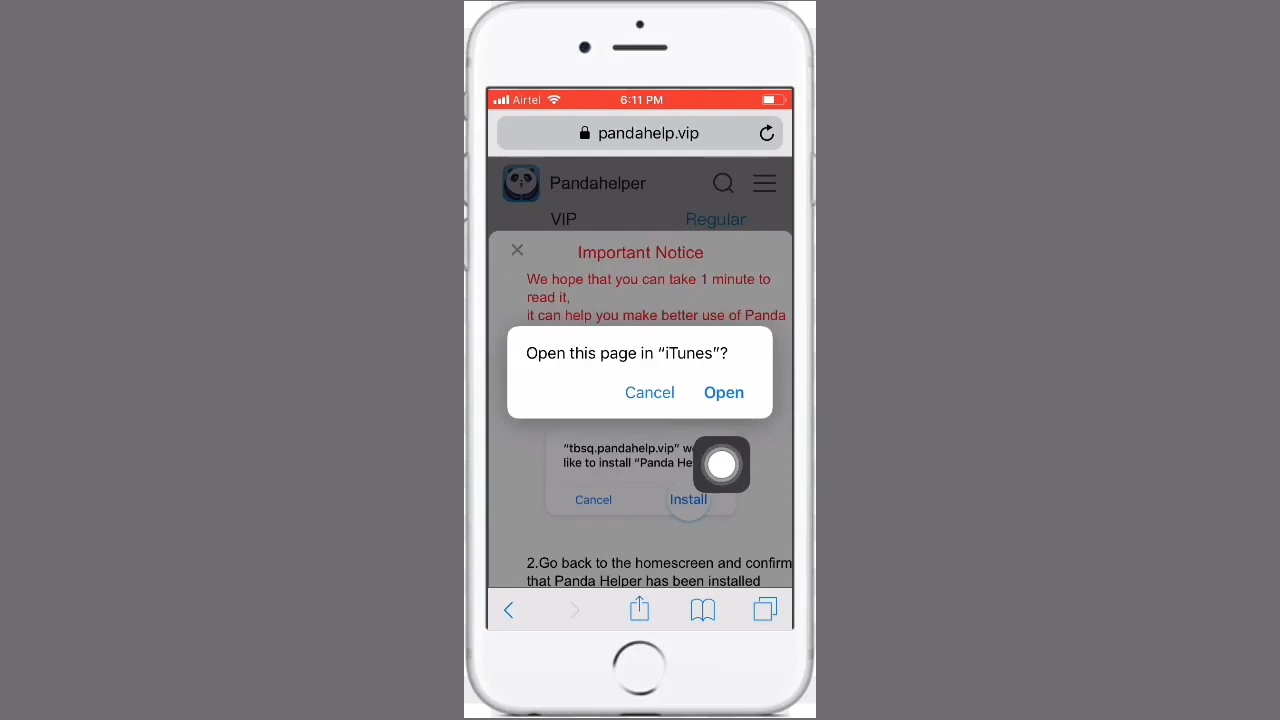 Airtel 6:11 PM
pandahelp.vip
Pandahelper
VIP Regular
Important Notice
We hope that you can take 1 minute to
read it,
it can help you make better use of Panda
Open this page in “iTunes”?
Cancel Open
“tbsq.pandahelp.vip”
like to install “Panda
Cancel Install
2.Go back to the homescreen and confirm
that Panda Helper has been installed